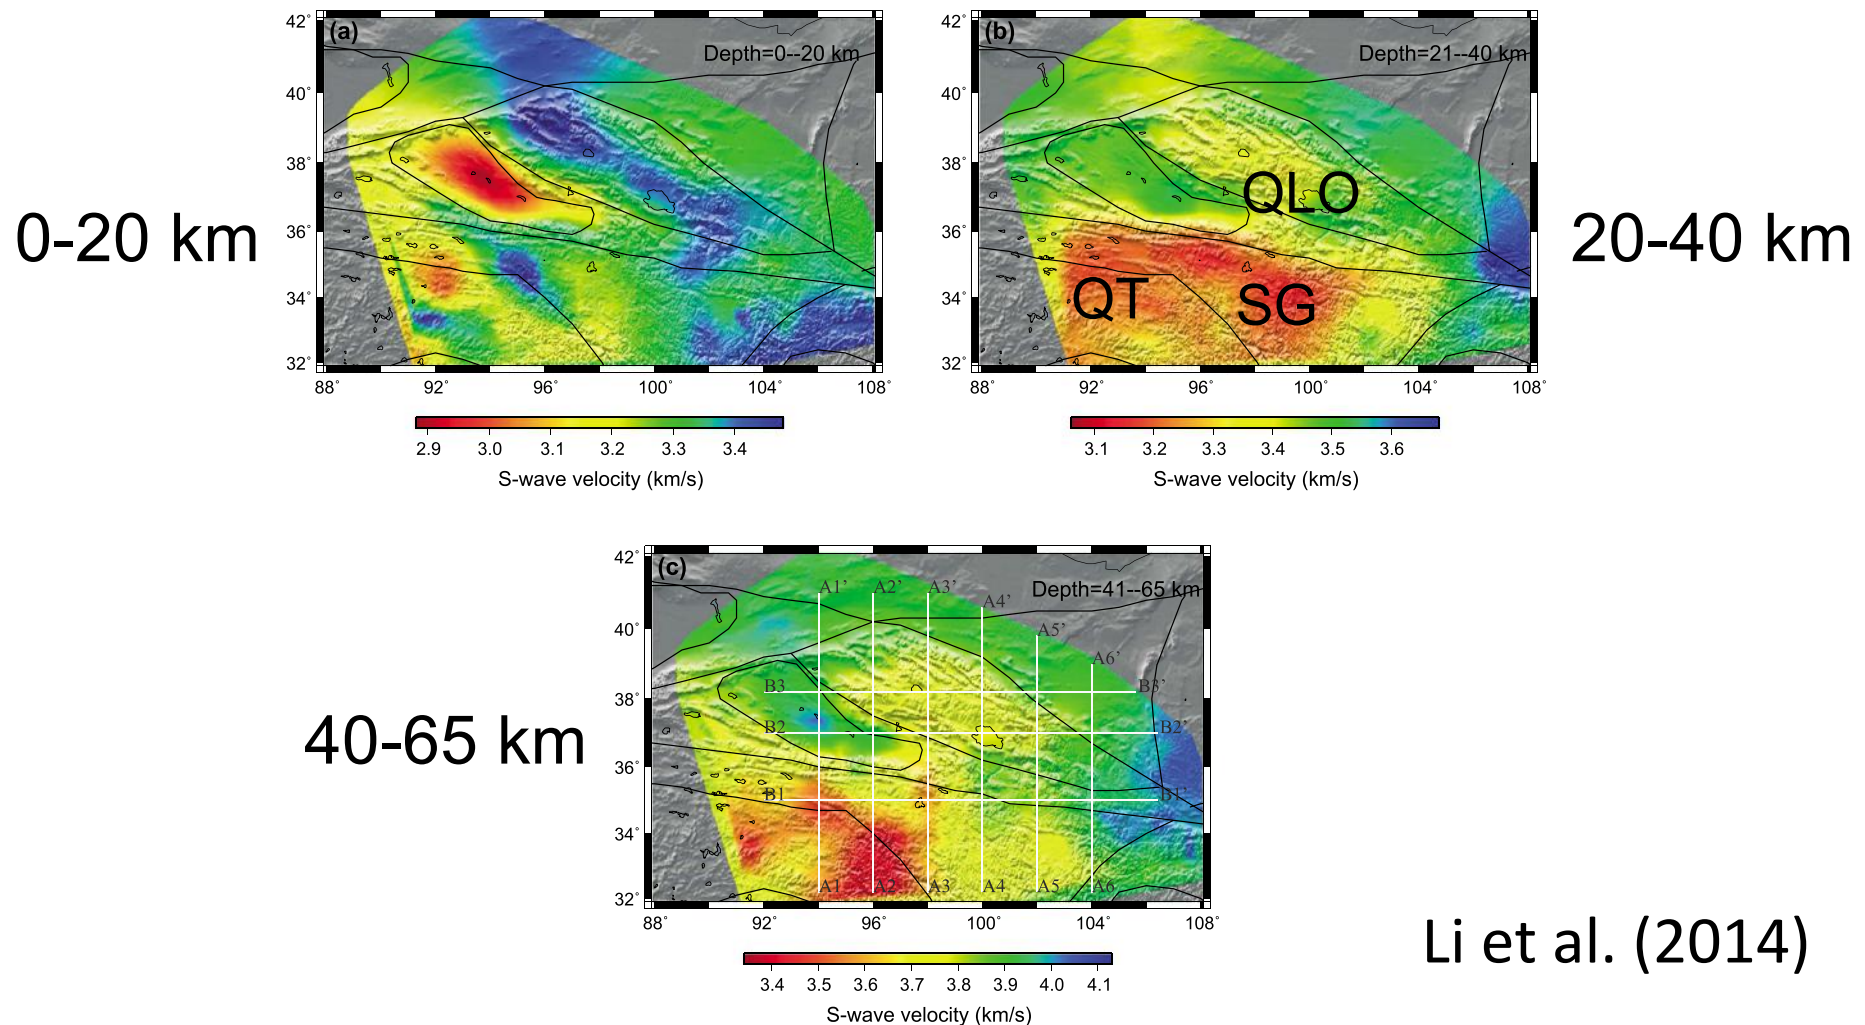 (a)
Depth=0--20 km
42°
40°
38°
36°
34°
32°
88° 92° 96° 100° 104° 108°
2.9 3.0 3.1 3.2 3.3 3.4
S-wave velocity (km/s)
0-20 km
(b)
Depth=21--40 km
42°
40°
38°
36°
34°
32°
QLO
QT
SG
88° 92° 96° 100° 104° 108°
3.1 3.2 3.3 3.4 3.5 3.6
S-wave velocity (km/s)
20-40 km
40-65 km
(c)
Depth=41--65 km
42°
40°
38°
36°
34°
32°
A1' A2' A3' A4' A5' A6'
B3 B3'
B2 B2'
B1 B1'
A1 A2 A3 A4 A5 A6
88° 92° 96° 100° 104° 108°
3.4 3.5 3.6 3.7 3.8 3.9 4.0 4.1
S-wave velocity (km/s)
Li et al. (2014)